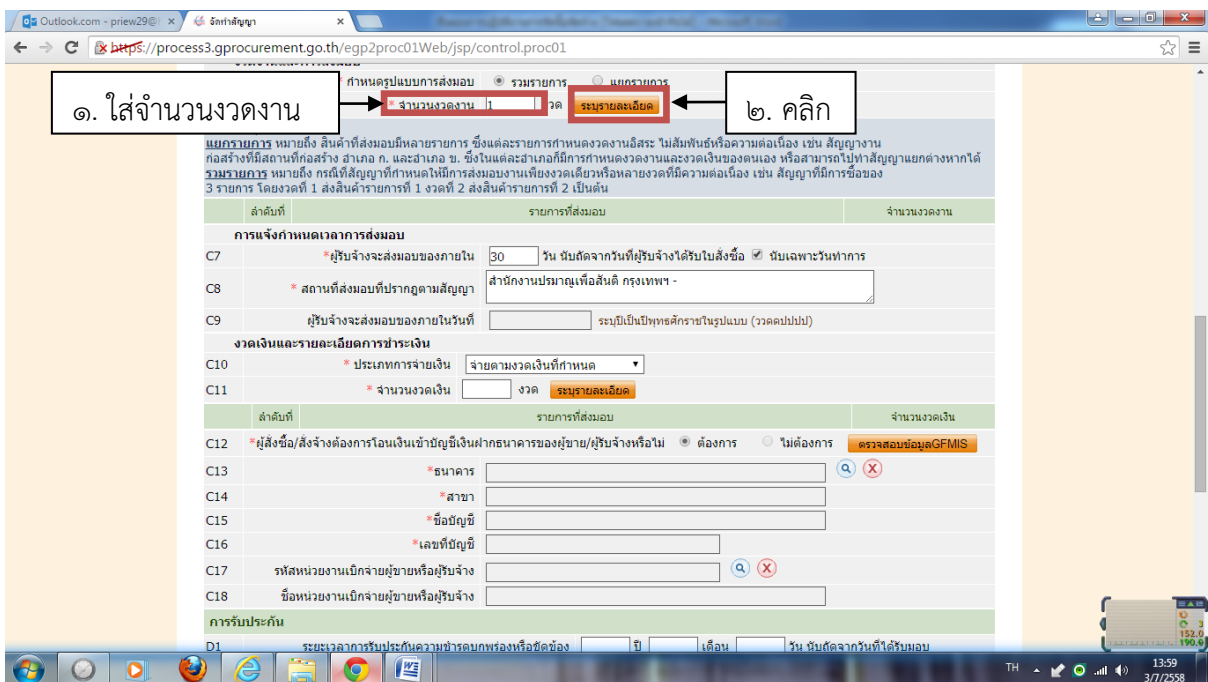 Outlook.com - priew29@
จัดทำสัญญา
https://process3.gprocurement.go.th/egp2proc01Web/jsp/control.proc01
* กำหนดรูปแบบการส่งมอบ รวมรายการ แยกรายการ
๑. ใส่จำนวนงวดงาน
* จำนวนงวดงาน 1 งวด ระบุรายละเอียด
๒. คลิก
แยกรายการ หมายถึง สินค้าที่ส่งมอบมีหลายรายการ ซึ่งแต่ละรายการกำหนดงวดงานอิสระ ไม่สัมพันธ์หรือความต่อเนื่อง เช่น สัญญางาน
ก่อสร้างที่มีสถานที่ก่อสร้าง อำเภอ ก. และอำเภอ ข. ซึ่งในแต่ละอำเภอก็มีการกำหนดงวดงานและงวดเงินของตนเอง หรือสามารถไปทำสัญญาแยกต่างหากได้
รวมรายการ หมายถึง กรณีที่สัญญาที่กำหนดให้มีการส่งมอบงานเพียงงวดเดียวหรือหลายงวดที่มีความต่อเนื่อง เช่น สัญญาที่มีการซื้อของ
3 รายการ โดยงวดที่ 1 ส่งสินค้ารายการที่ 1 งวดที่ 2 ส่งสินค้ารายการที่ 2 เป็นต้น
ลำดับที่ รายการที่ส่งมอบ จำนวนงวดงาน
การแจ้งกำหนดเวลาการส่งมอบ
C7 *ผู้รับจ้างจะส่งมอบของภายใน 30 วัน นับถัดจากวันที่ผู้รับจ้างได้รับใบสั่งซื้อ นับเฉพาะวันทำการ
C8 * สถานที่ส่งมอบที่ปรากฏตามสัญญา สำนักงานปรมาณูเพื่อสันติ กรุงเทพฯ -
C9 ผู้รับจ้างจะส่งมอบของภายในวันที่ ระบุปีเป็นปีพุทธศักราชในรูปแบบ (ววดดปปปป)
งวดเงินและรายละเอียดการชำระเงิน
C10 * ประเภทการจ่ายเงิน จ่ายตามงวดเงินที่กำหนด
C11 * จำนวนงวดเงิน งวด ระบุรายละเอียด
ลำดับที่ รายการที่ส่งมอบ จำนวนงวดเงิน
C12 *ผู้สั่งซื้อ/สั่งจ้างต้องการโอนเงินเข้าบัญชีเงินฝากธนาคารของผู้ขาย/ผู้รับจ้างหรือไม่ ต้องการ ไม่ต้องการ ตรวจสอบข้อมูลGFMIS
C13 *ธนาคาร
C14 *สาขา
C15 *ชื่อบัญชี
C16 *เลขที่บัญชี
C17 รหัสหน่วยงานเบิกจ่ายผู้ขายหรือผู้รับจ้าง
C18 ชื่อหน่วยงานเบิกจ่ายผู้ขายหรือผู้รับจ้าง
การรับประกัน
D1 ระยะเวลาการรับประกันความชำรุดบกพร่องหรือขัดข้อง ปี เดือน วัน นับถัดจากวันที่ได้รับมอบ
152.0
190.0
TH 13:59
3/7/2558